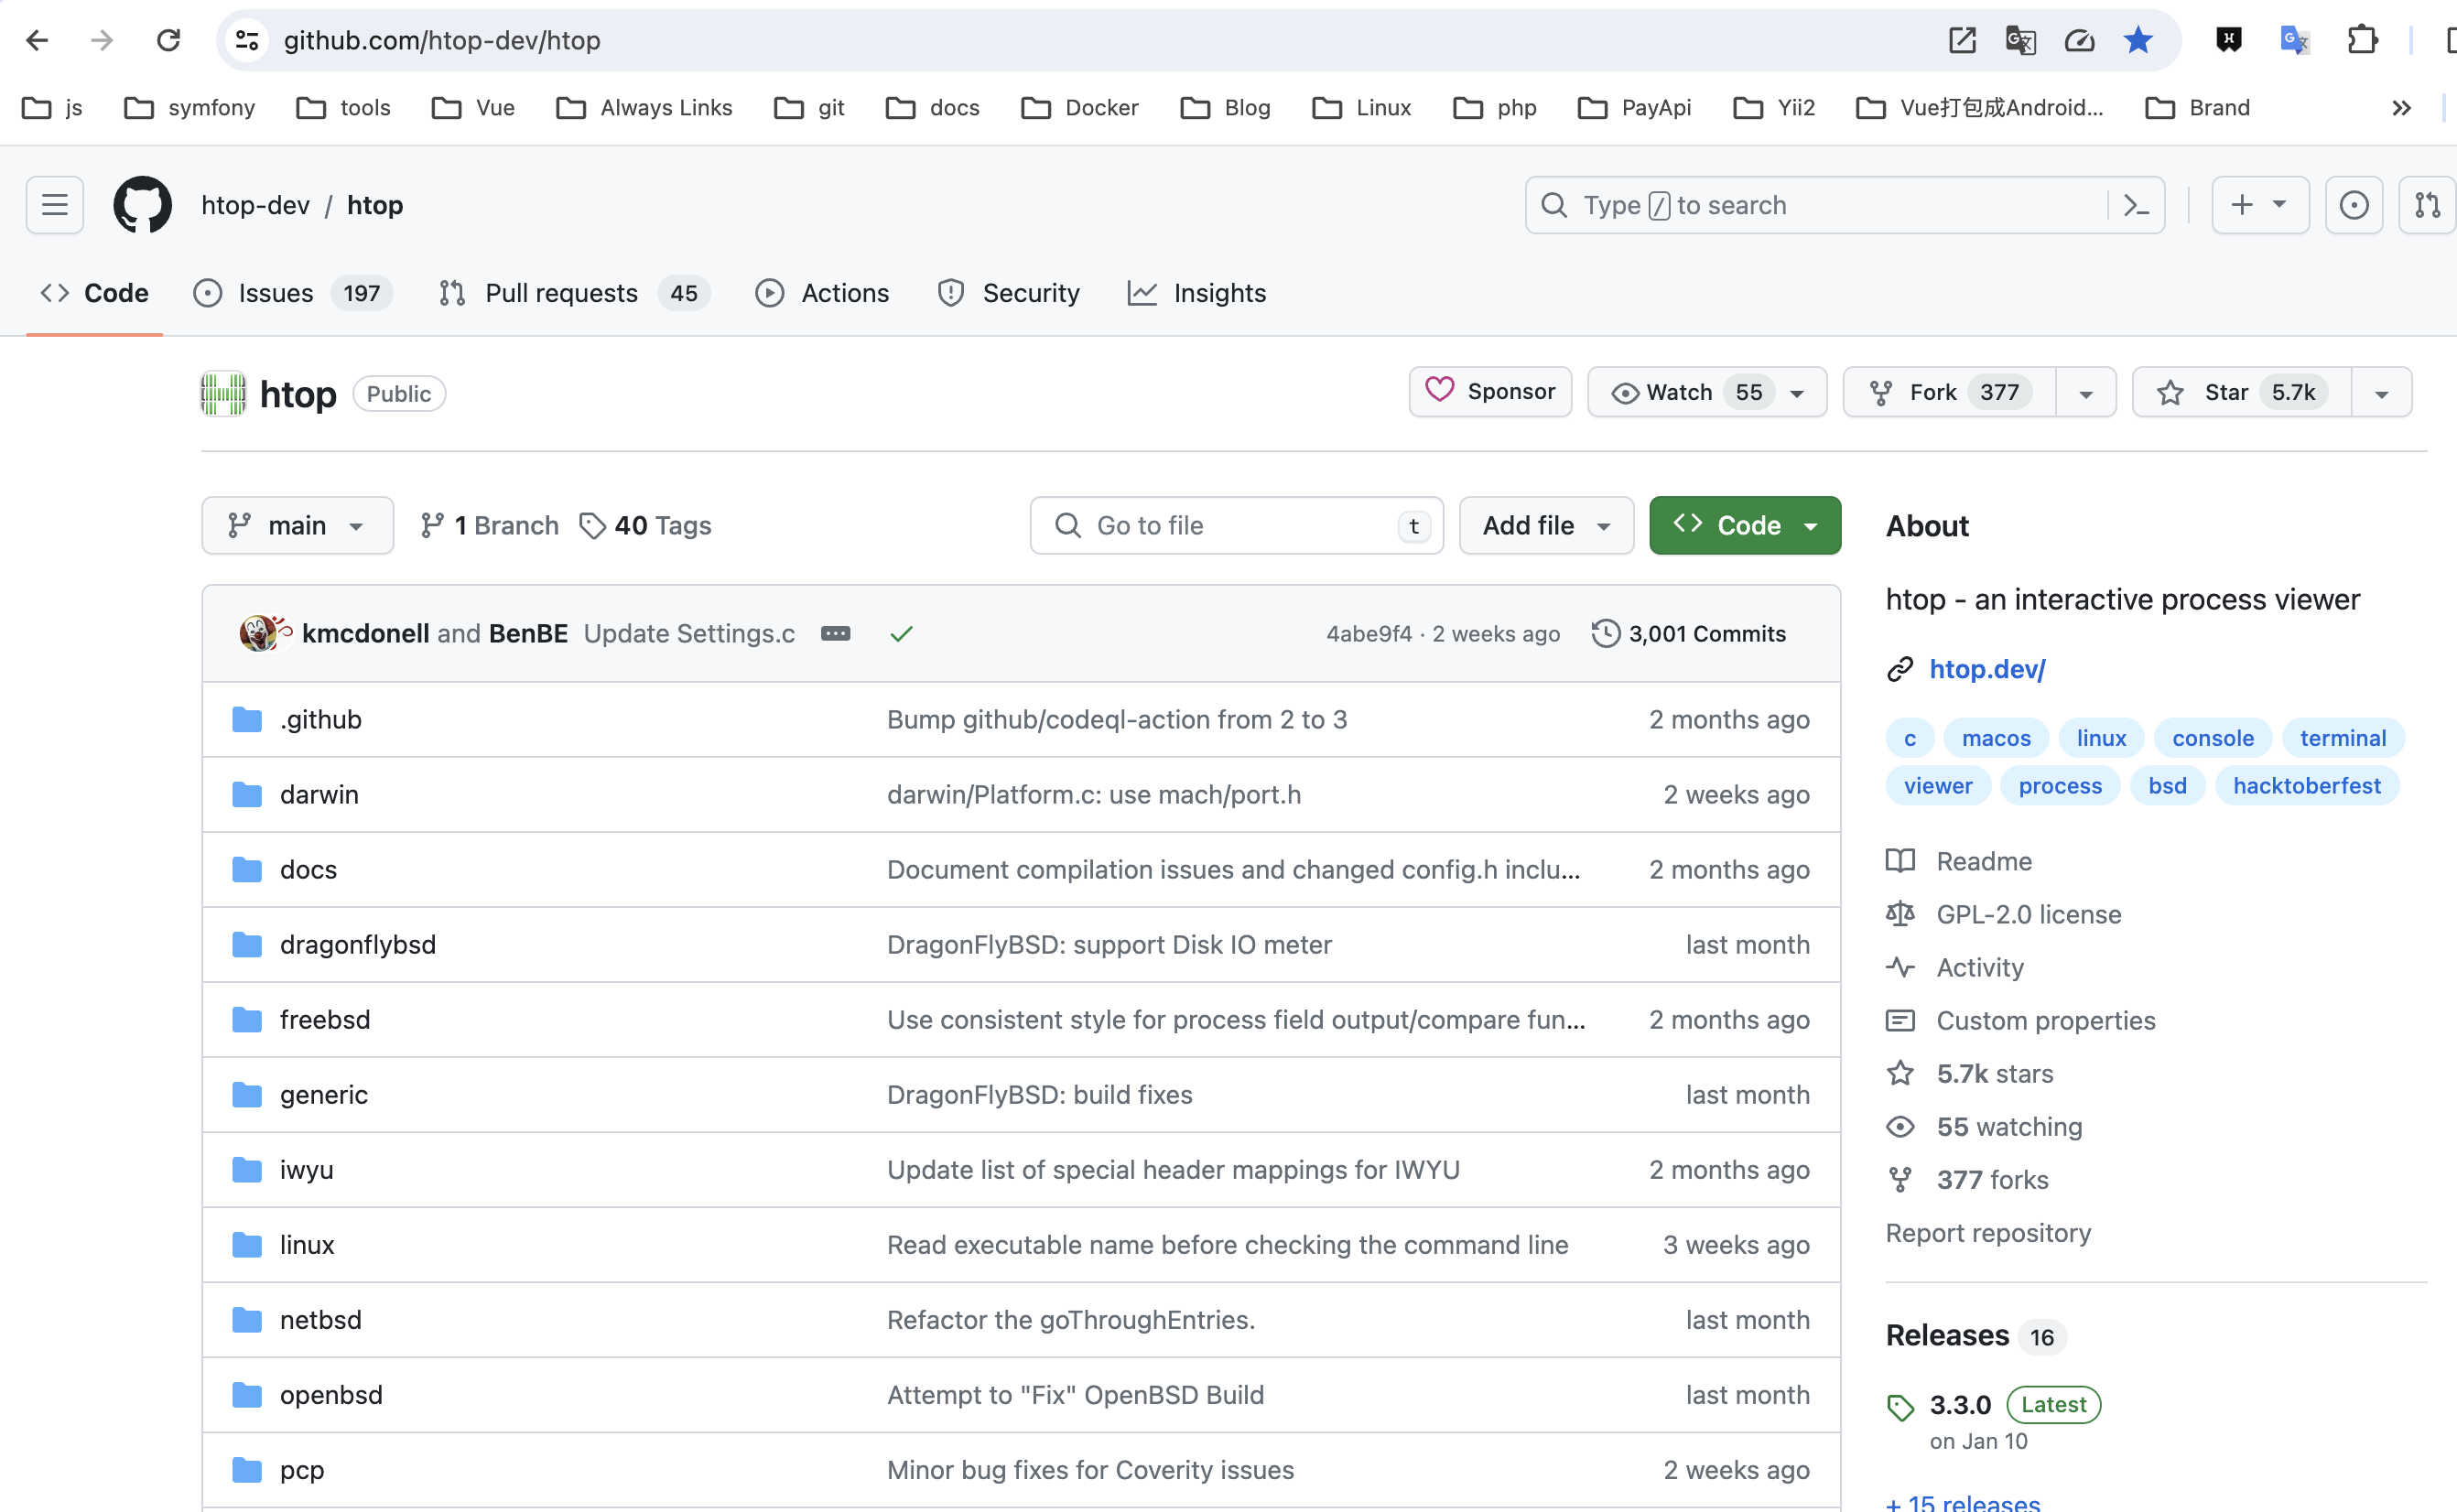 github.com/htop-dev/htop
js symfony tools Vue Always Links git docs Docker Blog Linux php PayApi Yii2 Vue打包成Android... Brand »
htop-dev / htop
Type / to search
Code Issues 197 Pull requests 45 Actions Security Insights
htop Public
Sponsor Watch 55 Fork 377 Star 5.7k
main 1 Branch 40 Tags Go to file t Add file Code
kmcdonell and BenBE Update Settings.c 4abe9f4 · 2 weeks ago 3,001 Commits
.github Bump github/codeql-action from 2 to 3 2 months ago
darwin darwin/Platform.c: use mach/port.h 2 weeks ago
docs Document compilation issues and changed config.h inclu... 2 months ago
dragonflybsd DragonFlyBSD: support Disk IO meter last month
freebsd Use consistent style for process field output/compare fun... 2 months ago
generic DragonFlyBSD: build fixes last month
iwyu Update list of special header mappings for IWYU 2 months ago
linux Read executable name before checking the command line 3 weeks ago
netbsd Refactor the goThroughEntries. last month
openbsd Attempt to "Fix" OpenBSD Build last month
pcp Minor bug fixes for Coverity issues 2 weeks ago
About
htop - an interactive process viewer
htop.dev/
c macos linux console terminal
viewer process bsd hacktoberfest
Readme
GPL-2.0 license
Activity
Custom properties
5.7k stars
55 watching
377 forks
Report repository
Releases 16
3.3.0 Latest
on Jan 10
+ 15 releases